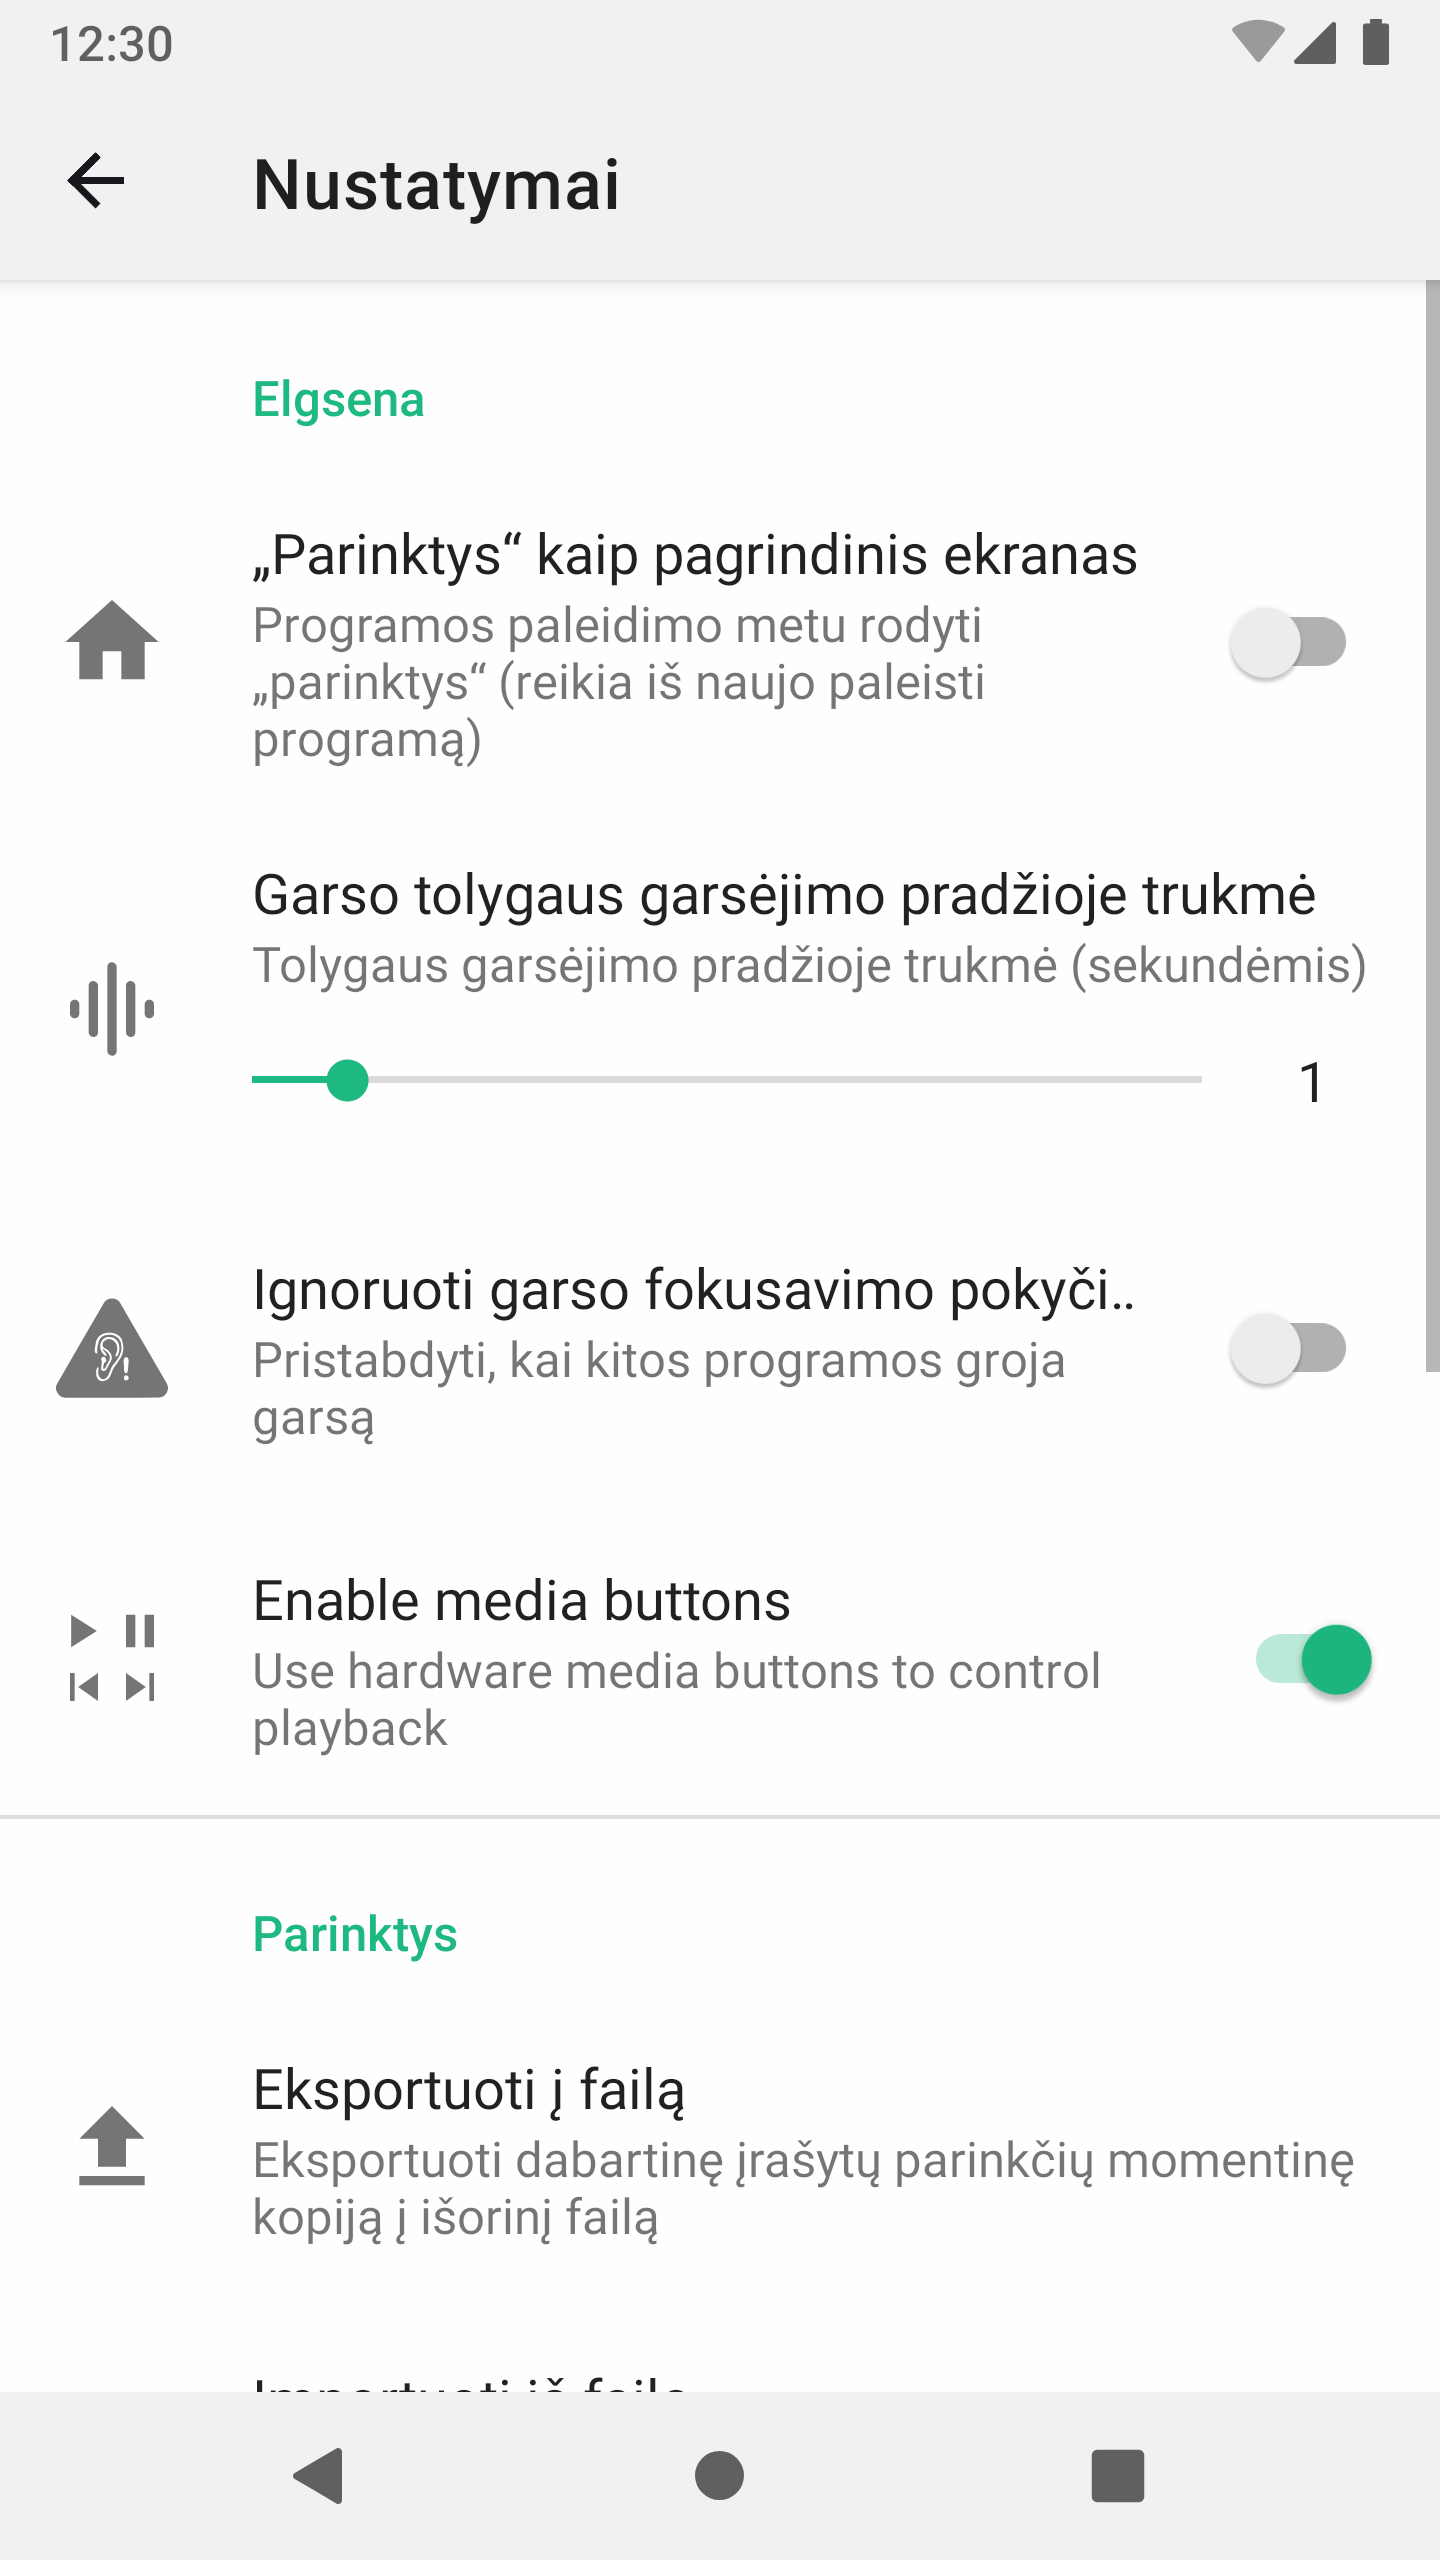 12:30
Nustatymai
Elgsena
„Parinktys“ kaip pagrindinis ekranas
Programos paleidimo metu rodyti
„parinktys“ (reikia iš naujo paleisti
programą)
Garso tolygaus garsėjimo pradžioje trukmė
Tolygaus garsėjimo pradžioje trukmė (sekundėmis)
1
Ignoruoti garso fokusavimo pokyči..
Pristabdyti, kai kitos programos groja
garsą
Enable media buttons
Use hardware media buttons to control
playback
Parinktys
Eksportuoti į failą
Eksportuoti dabartinę įrašytų parinkčių momentinę
kopiją į išorinį failą
Importuoti iš failo